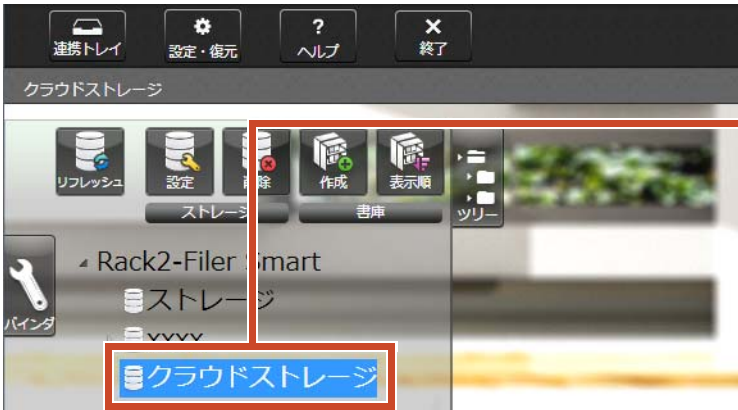 連携トレイ 設定・復元 ? ヘルプ 終了
クラウドストレージ
リフレッシュ 設定 削除 作成 表示順
ストレージ 書庫 ツリー
Rack2-Filer Smart
ストレージ
バインダ
xxxx
クラウドストレージ